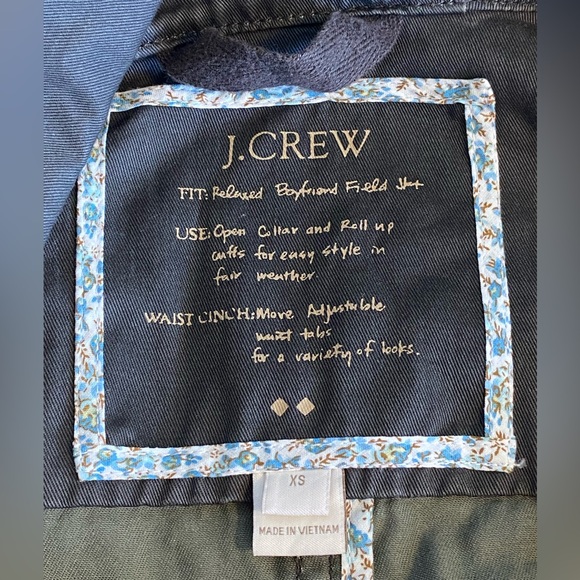 J.CREW
FIT: Relaxed Boyfriend Field
USE: Open Collar and Roll up
cuffs for easy style in
fair weather.
WAIST CINCH: Move Adjustable
waist tabs
for a variety of looks.
XS
MADE IN VIETNAM